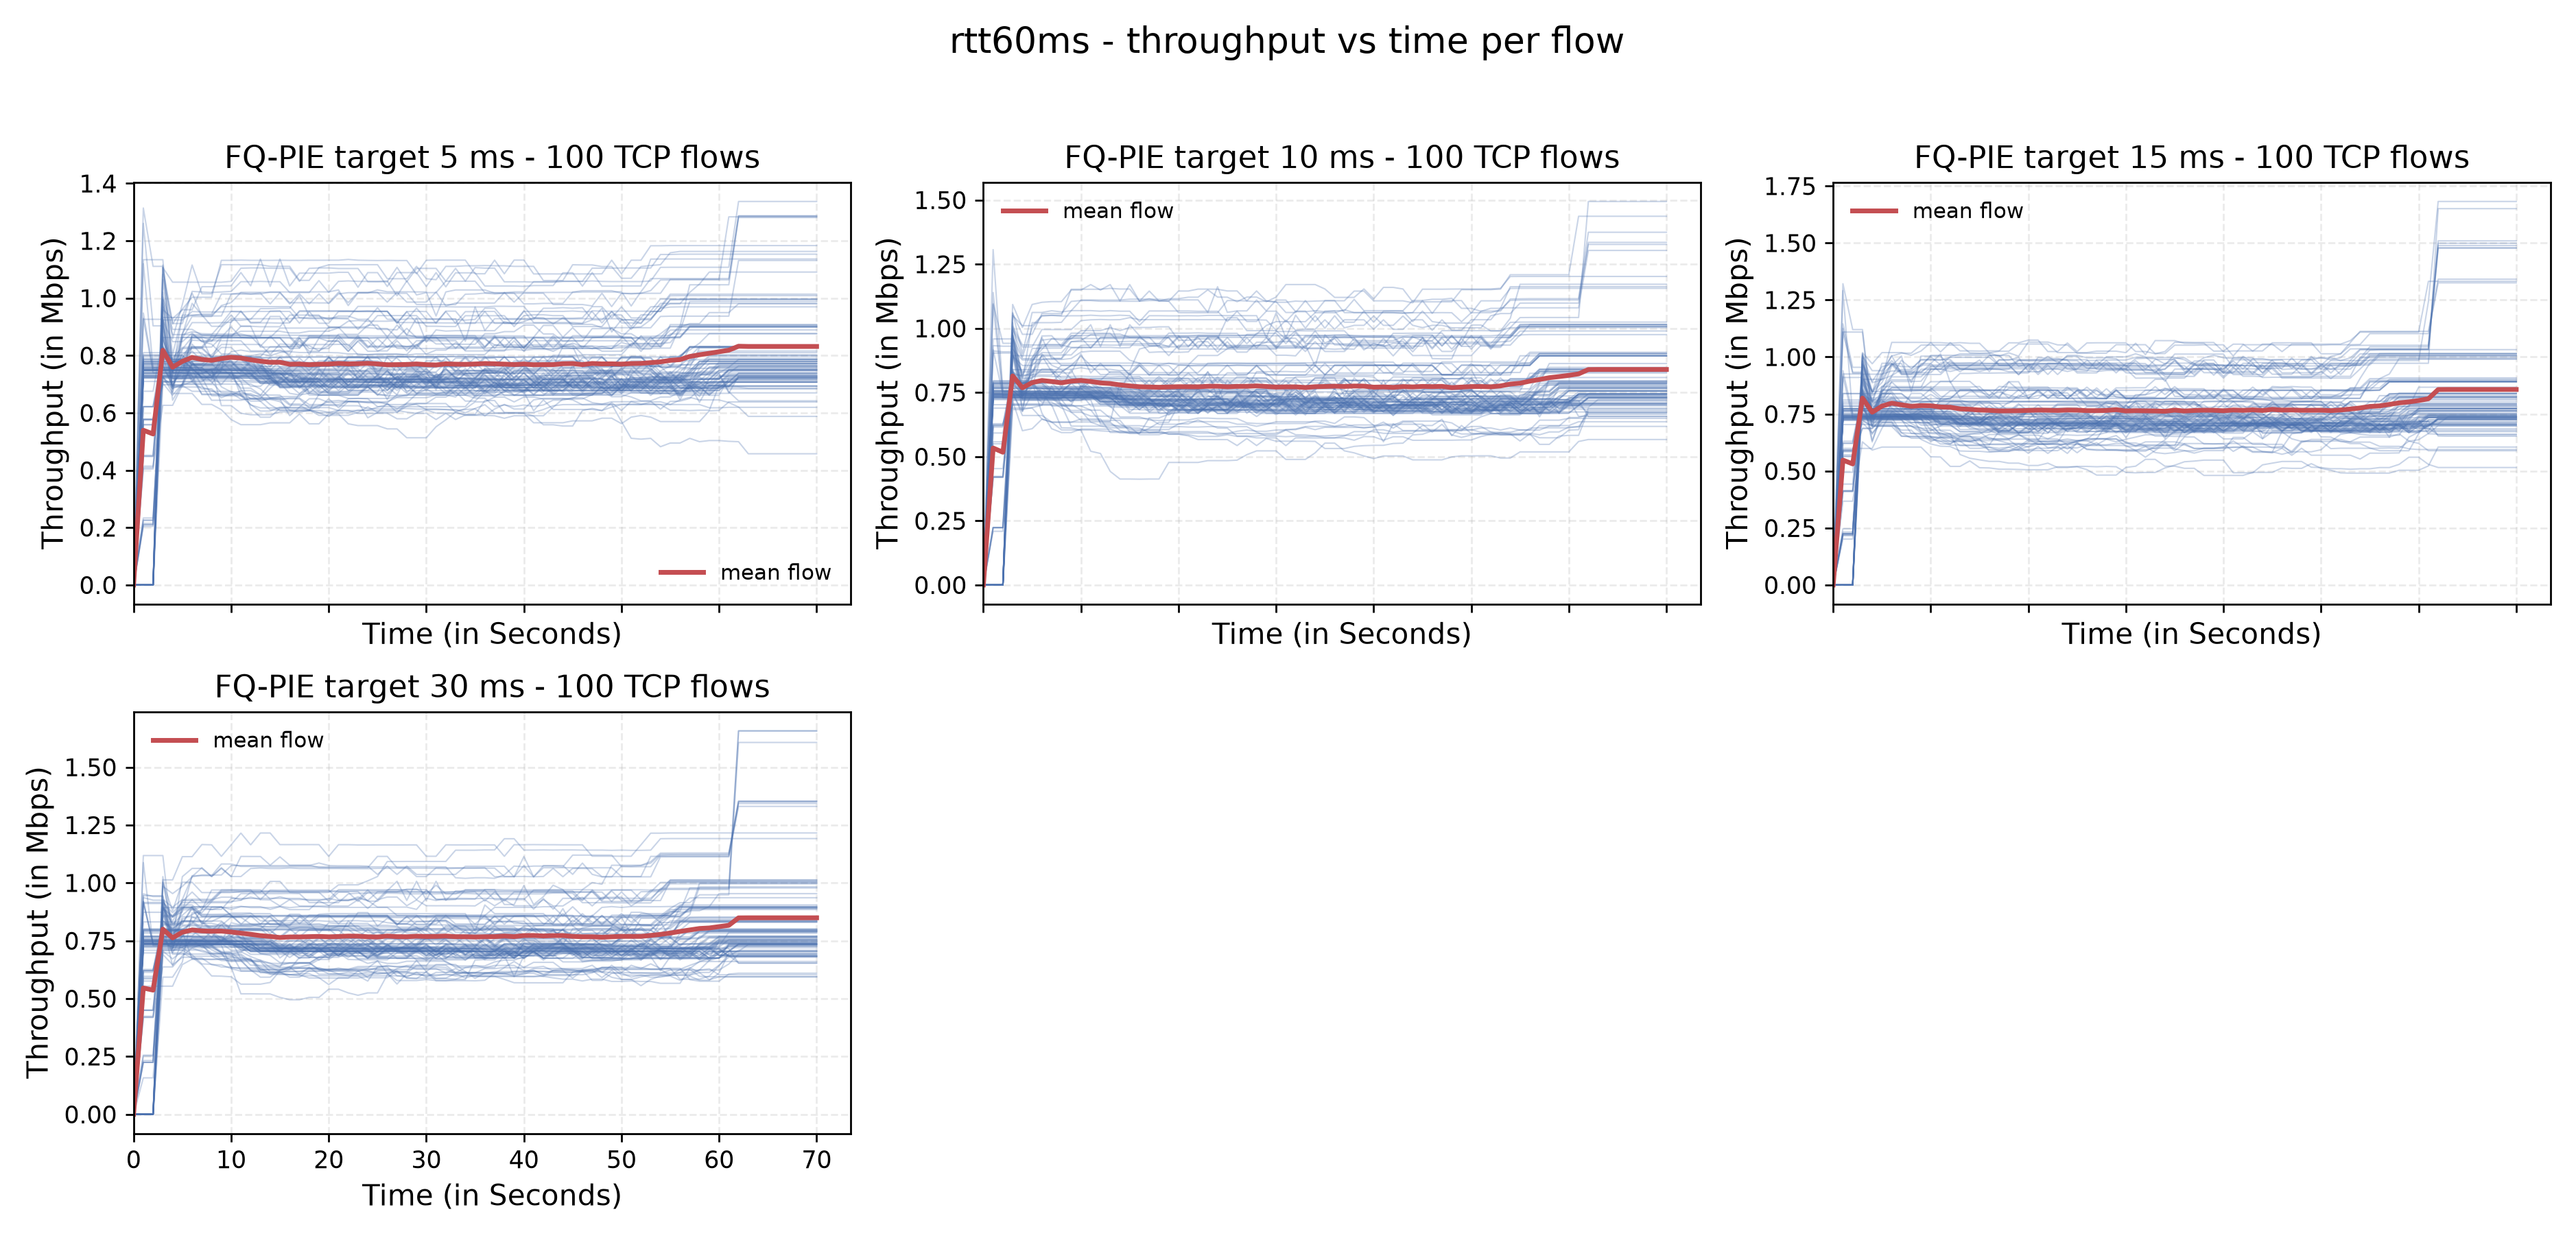 rtt60ms - throughput vs time per flow
FQ-PIE target 5 ms - 100 TCP flows
1.4
1.2
1.0
0.8
0.6
0.4
0.2
0.0
Throughput (in Mbps)
mean flow
Time (in Seconds)
FQ-PIE target 10 ms - 100 TCP flows
1.50
1.25
1.00
0.75
0.50
0.25
0.00
Throughput (in Mbps)
mean flow
Time (in Seconds)
FQ-PIE target 15 ms - 100 TCP flows
1.75
1.50
1.25
1.00
0.75
0.50
0.25
0.00
Throughput (in Mbps)
mean flow
Time (in Seconds)
FQ-PIE target 30 ms - 100 TCP flows
1.50
1.25
1.00
0.75
0.50
0.25
0.00
Throughput (in Mbps)
mean flow
0 10 20 30 40 50 60 70
Time (in Seconds)